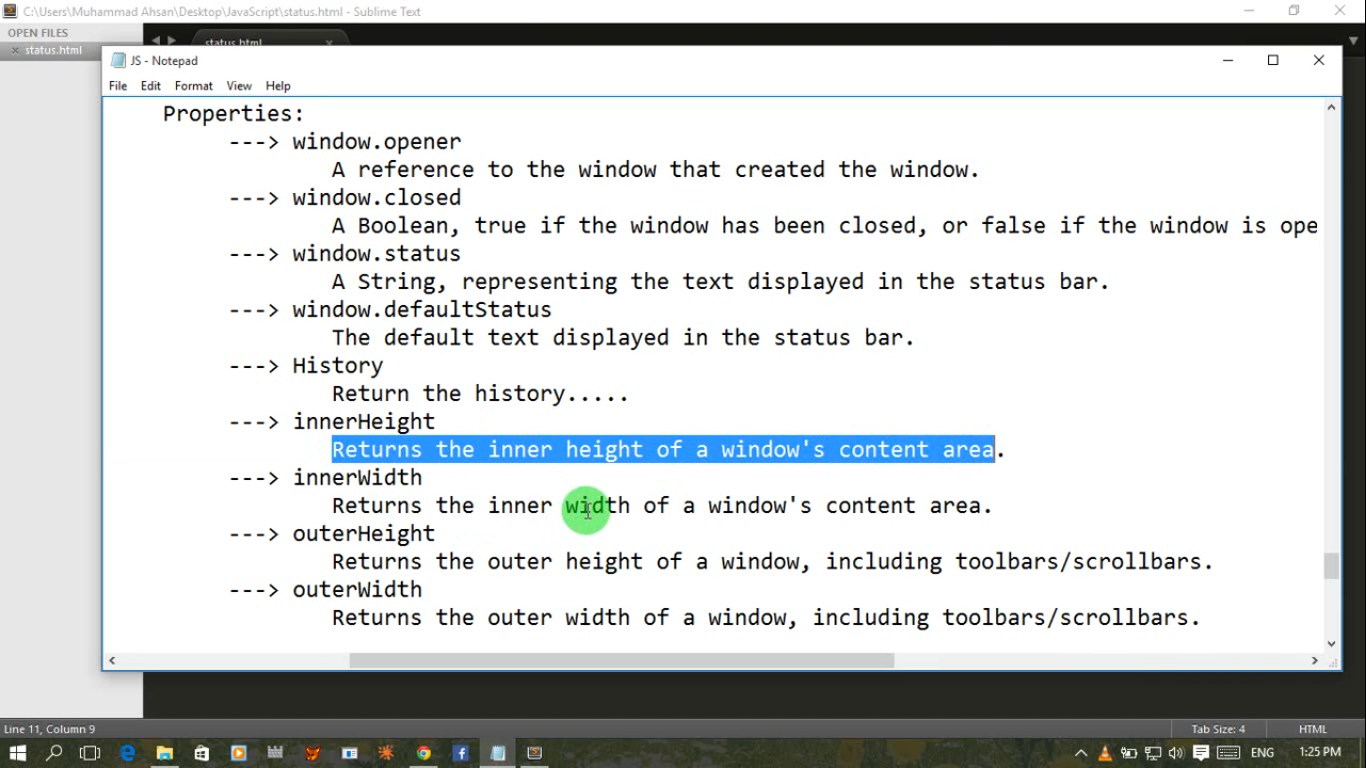 C:\Users\Muhammad Ahsan\Desktop\JavaScript\status.html - Sublime Text
OPEN FILES
status.html
status.html
JS - Notepad
File Edit Format View Help
Properties:
---> window.opener
A reference to the window that created the window.
---> window.closed
A Boolean, true if the window has been closed, or false if the window is ope
---> window.status
A String, representing the text displayed in the status bar.
---> window.defaultStatus
The default text displayed in the status bar.
---> History
Return the history.....
---> innerHeight
Returns the inner height of a window's content area.
---> innerWidth
Returns the inner width of a window's content area.
---> outerHeight
Returns the outer height of a window, including toolbars/scrollbars.
---> outerWidth
Returns the outer width of a window, including toolbars/scrollbars.
Line 11, Column 9 Tab Size: 4 HTML
ENG 1:25 PM